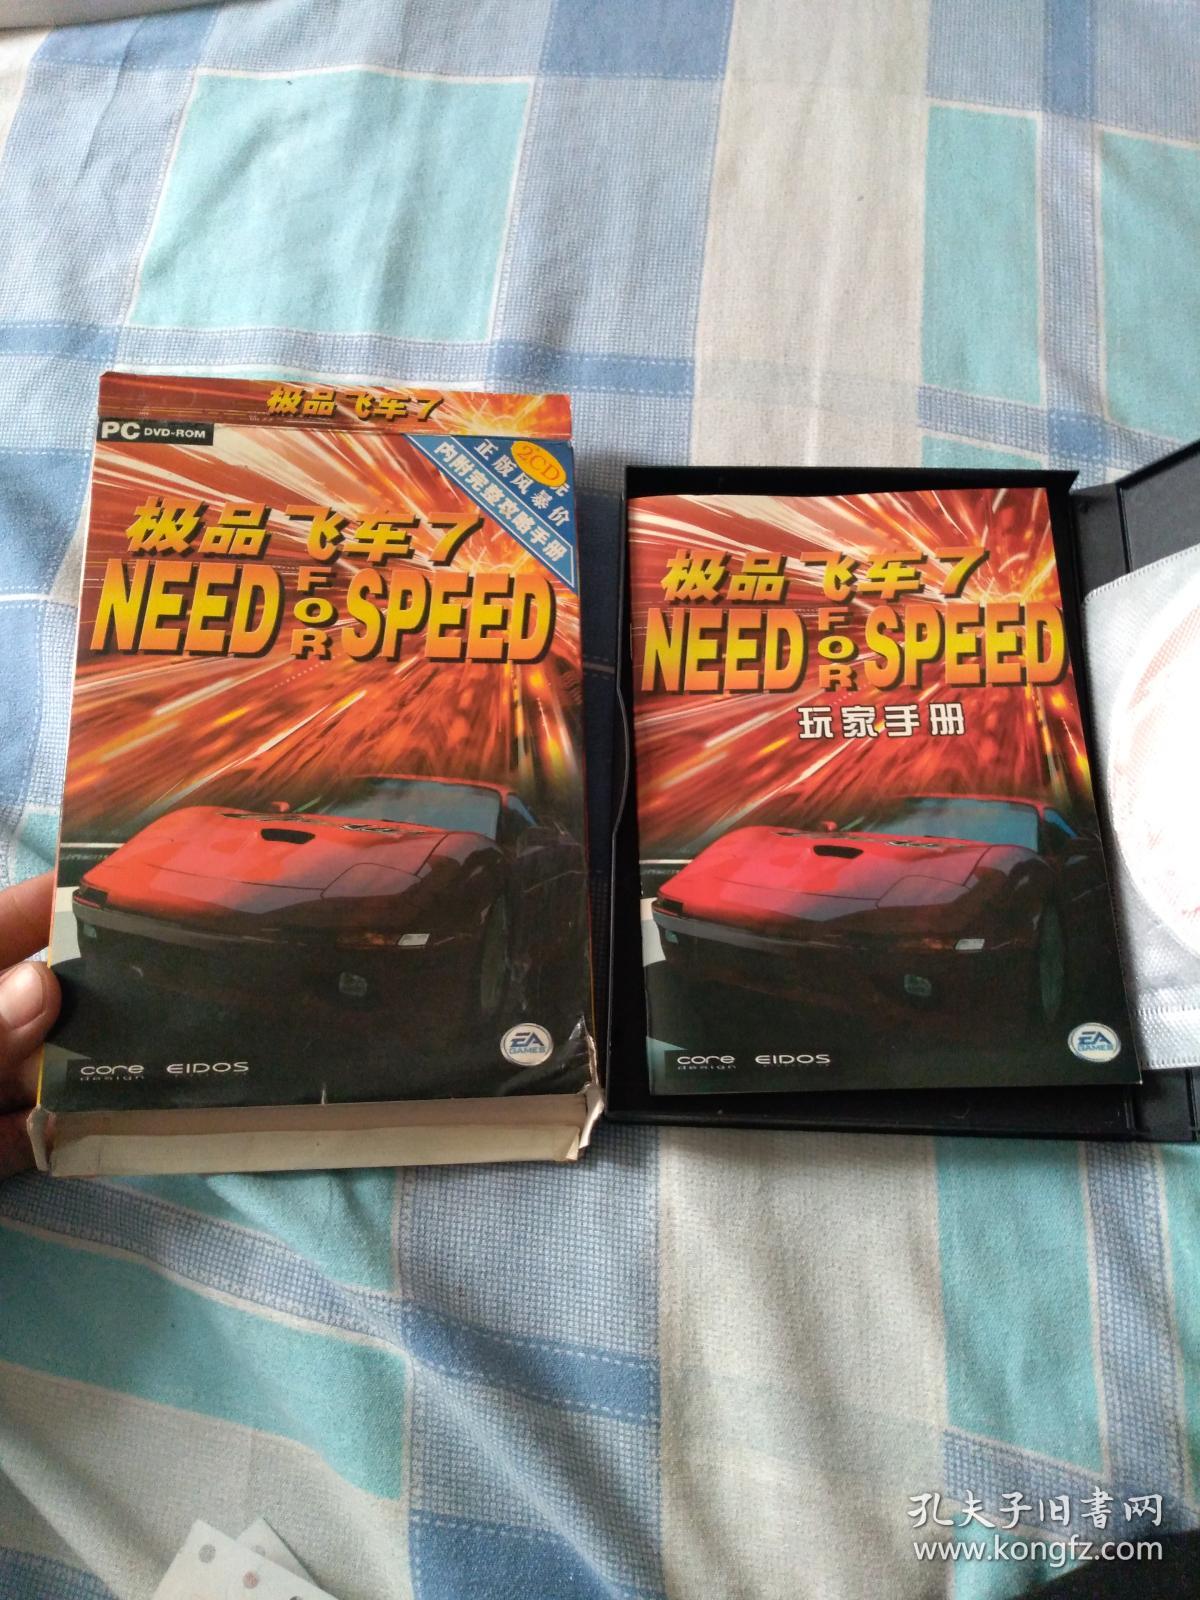 极品飞车7
PC DVD-ROM
2CD
正版风暴价
内附完整攻略手册
极品飞车7
NEED FOR SPEED
core design
EIDOS
EA GAMES
极品飞车7
NEED FOR SPEED
玩家手册
core design
EIDOS
EA GAMES
孔夫子旧書网
www.kongfz.com